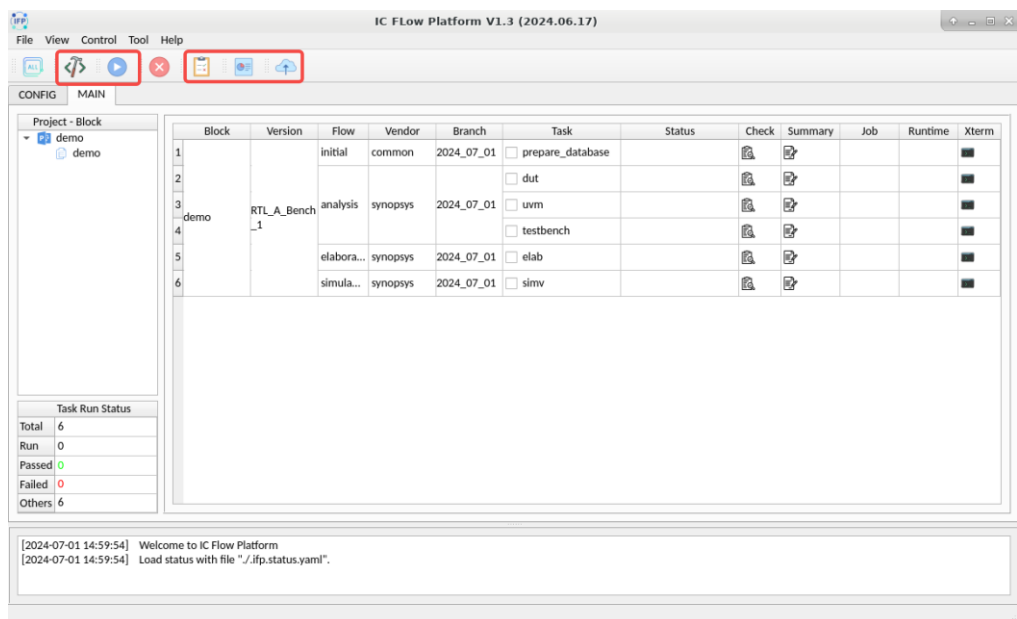 IFP
IC FLow Platform V1.3 (2024.06.17)
File View Control Tool Help
ALL
CONFIG MAIN
Project - Block
demo
demo
Block Version Flow Vendor Branch Task Status Check Summary Job Runtime Xterm
1 initial common 2024_07_01 prepare_database
2 dut
3 analysis synopsys 2024_07_01 uvm
demo RTL_A_Bench
_1
4 testbench
5 elabora... synopsys 2024_07_01 elab
6 simula... synopsys 2024_07_01 simv
Task Run Status
Total 6
Run 0
Passed 0
Failed 0
Others 6
[2024-07-01 14:59:54] Welcome to IC Flow Platform
[2024-07-01 14:59:54] Load status with file "./.ifp.status.yaml".